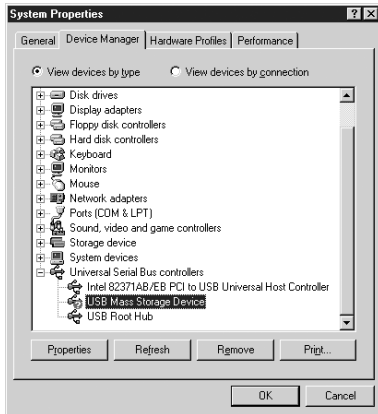 System Properties
General Device Manager Hardware Profiles Performance
View devices by type View devices by connection
Disk drives
Display adapters
Floppy disk controllers
Hard disk controllers
Keyboard
Monitors
Mouse
Network adapters
Ports (COM & LPT)
Sound, video and game controllers
Storage device
System devices
Universal Serial Bus controllers
Intel 82371AB/EB PCI to USB Universal Host Controller
USB Mass Storage Device
USB Root Hub
Properties Refresh Remove Print...
OK Cancel